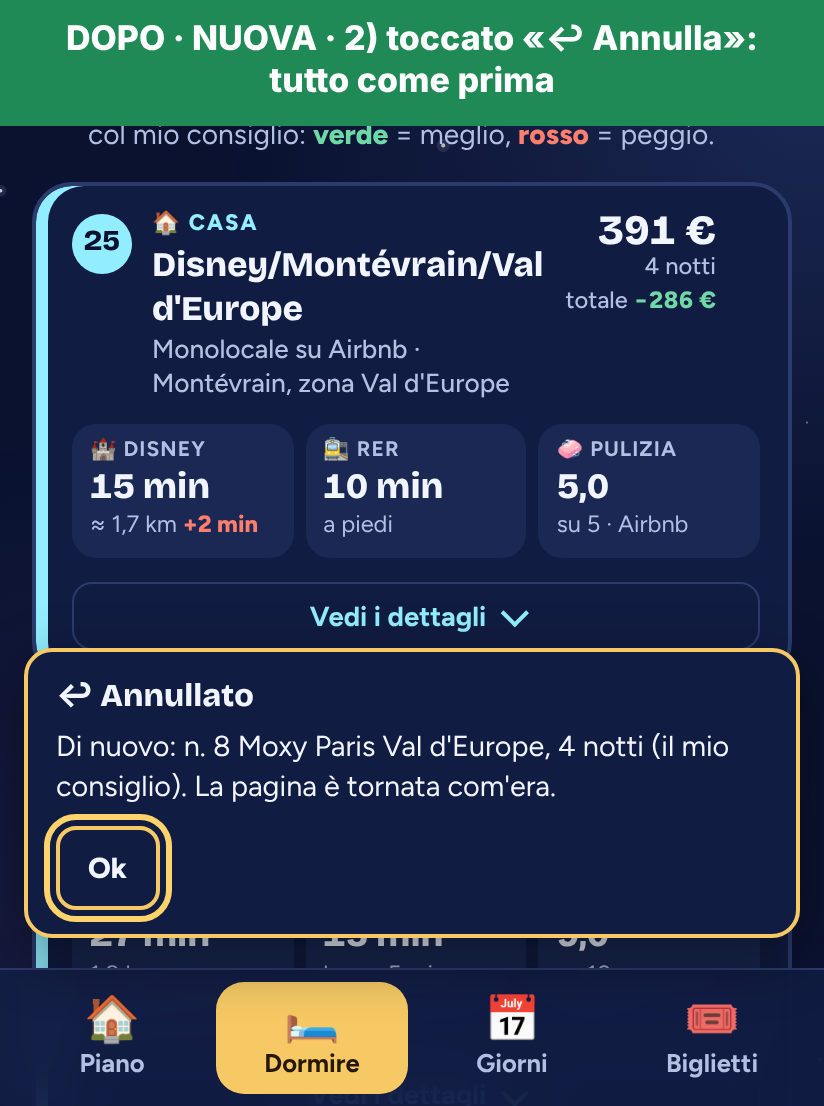 DOPO · NUOVA · 2) toccato «↩ Annulla»:
tutto come prima
col mio consiglio: verde = meglio, rosso = peggio.
25
🏠 CASA
391 €
Disney/Montévrain/Val
d'Europe
4 notti
totale −286 €
Monolocale su Airbnb ·
Montévrain, zona Val d'Europe
🏰 DISNEY
🚉 RER
🧼 PULIZIA
15 min
10 min
5,0
≈ 1,7 km +2 min
a piedi
su 5 · Airbnb
Vedi i dettagli
↩ Annullato
Di nuovo: n. 8 Moxy Paris Val d'Europe, 4 notti (il mio
consiglio). La pagina è tornata com'era.
Ok
July
17
Piano
Dormire
Giorni
Biglietti
Vedi i dettagli